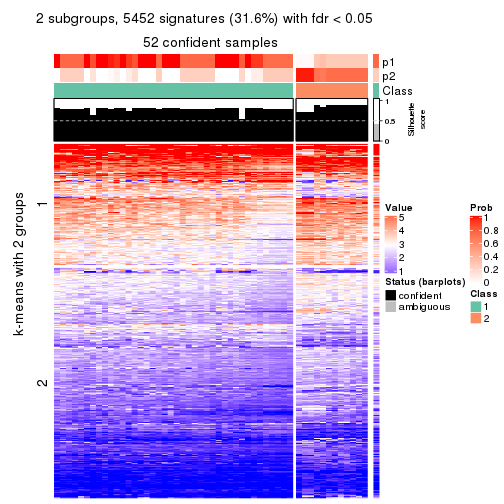 2 subgroups, 5452 signatures (31.6%) with fdr < 0.05
52 confident samples
p1
p2
Class
1
0.5
0
Silhouette
score
k-means with 2 groups
1
2
Value
5
4
3
2
1
Status (barplots)
confident
ambiguous
Prob
1
0.8
0.6
0.4
0.2
0
Class
1
2